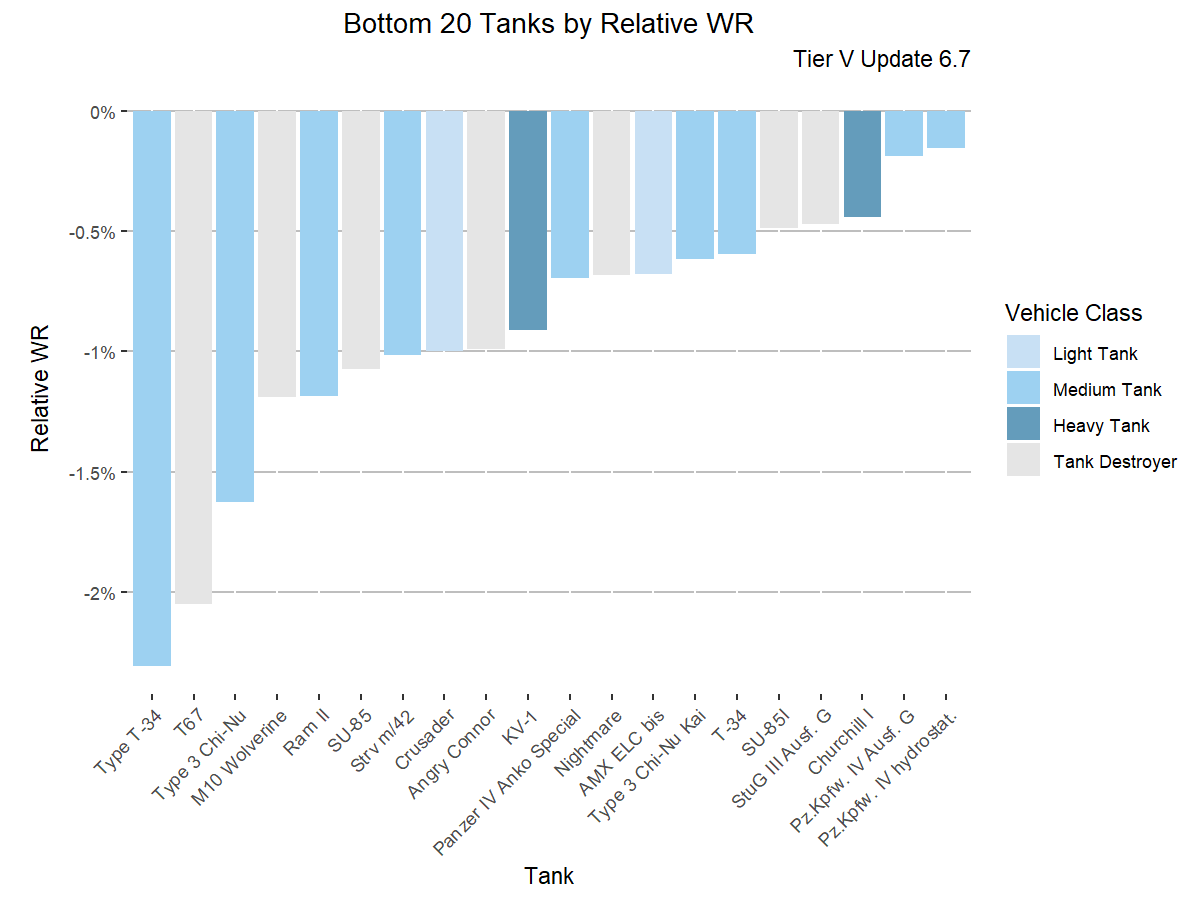 Bottom 20 Tanks by Relative WR
Tier V Update 6.7
0%
-0.5%
-1%
-1.5%
-2%
Relative WR
Type T-34
T67
Type 3 Chi-Nu
M10 Wolverine
Ram II
SU-85
Strv m/42
Crusader
Angry Connor
KV-1
Panzer IV Anko Special
Nightmare
AMX ELC bis
Type 3 Chi-Nu Kai
T-34
SU-85I
StuG III Ausf. G
Churchill I
Pz.Kpfw. IV Ausf. G
Pz.Kpfw. IV hydrostat.
Tank
Vehicle Class
Light Tank
Medium Tank
Heavy Tank
Tank Destroyer